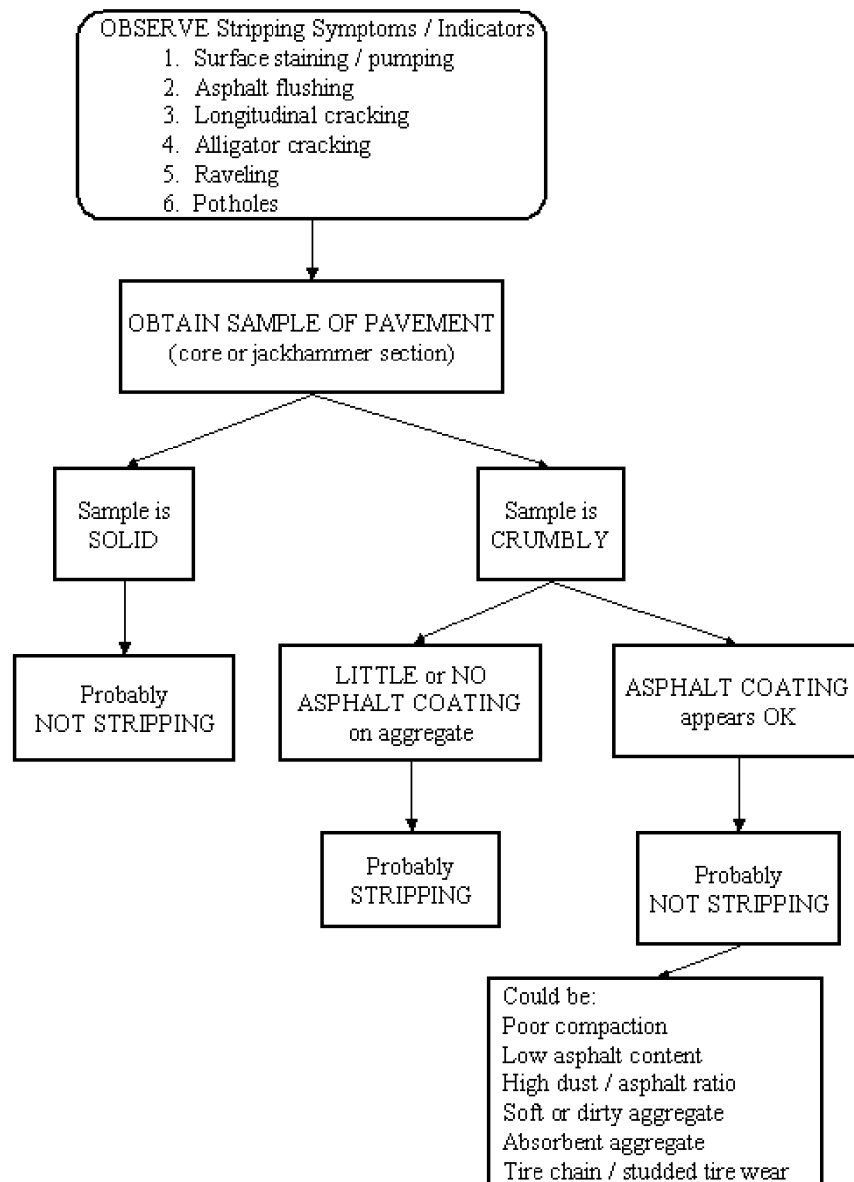 OBSERVE Stripping Symptoms / Indicators
1. Surface staining / pumping
2. Asphalt flushing
3. Longitudinal cracking
4. Alligator cracking
5. Raveling
6. Potholes
OBTAIN SAMPLE OF PAVEMENT
(core or jackhammer section)
Sample is
SOLID
Sample is
CRUMBLY
Probably
NOT STRIPPING
LITTLE or NO
ASPHALT COATING
on aggregate
ASPHALT COATING
appears OK
Probably
STRIPPING
Probably
NOT STRIPPING
Could be:
Poor compaction
Low asphalt content
High dust / asphalt ratio
Soft or dirty aggregate
Absorbent aggregate
Tire chain / studded tire wear